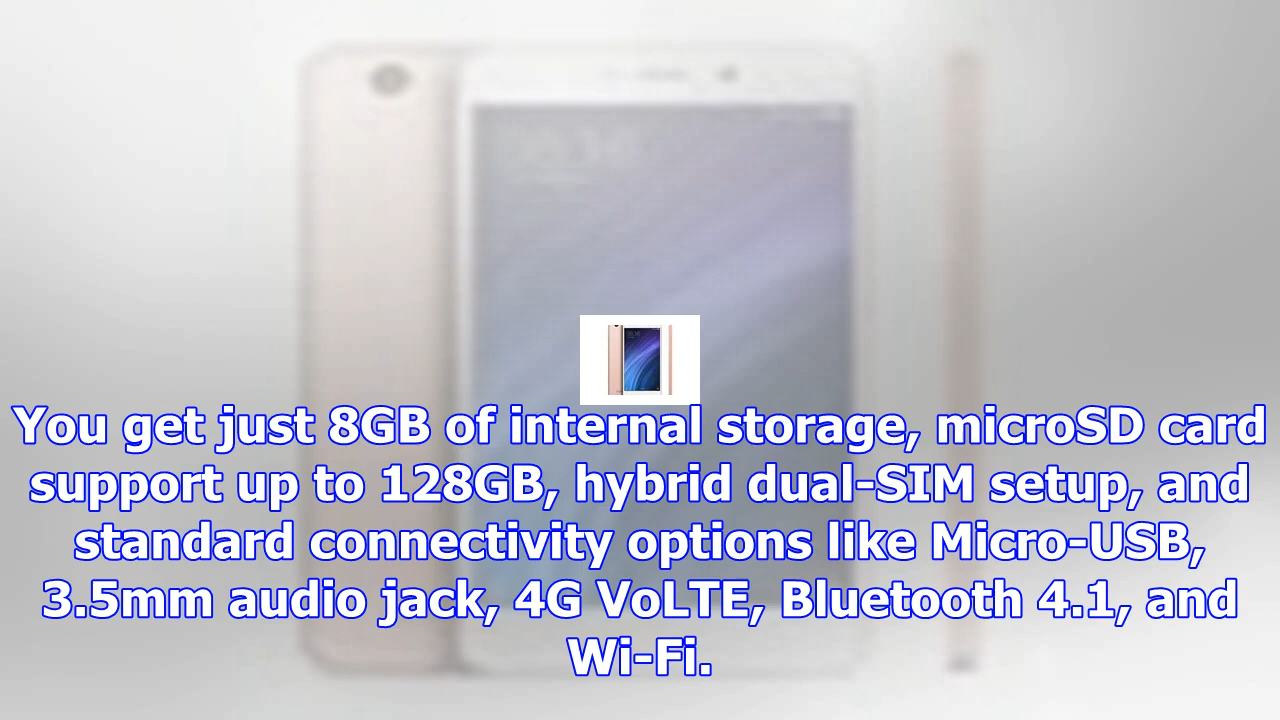 You get just 8GB of internal storage, microSD card
support up to 128GB, hybrid dual-SIM setup, and
standard connectivity options like Micro-USB,
3.5mm audio jack, 4G VoLTE, Bluetooth 4.1, and
Wi-Fi.